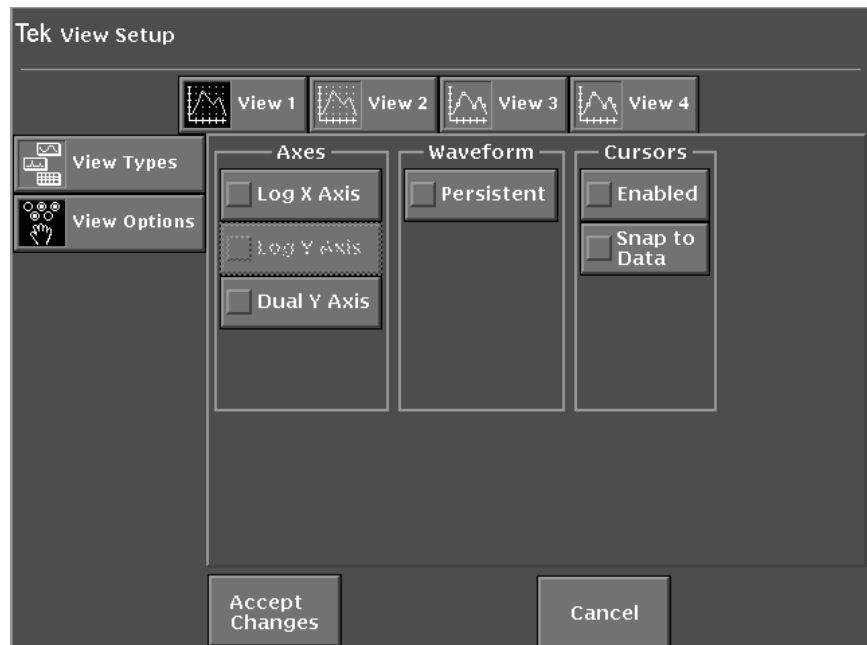 Tek View Setup
View 1
View 2
View 3
View 4
View Types
View Options
Axes
Log X Axis
Log Y Axis
Dual Y Axis
Waveform
Persistent
Cursors
Enabled
Snap to
Data
Accept
Changes
Cancel